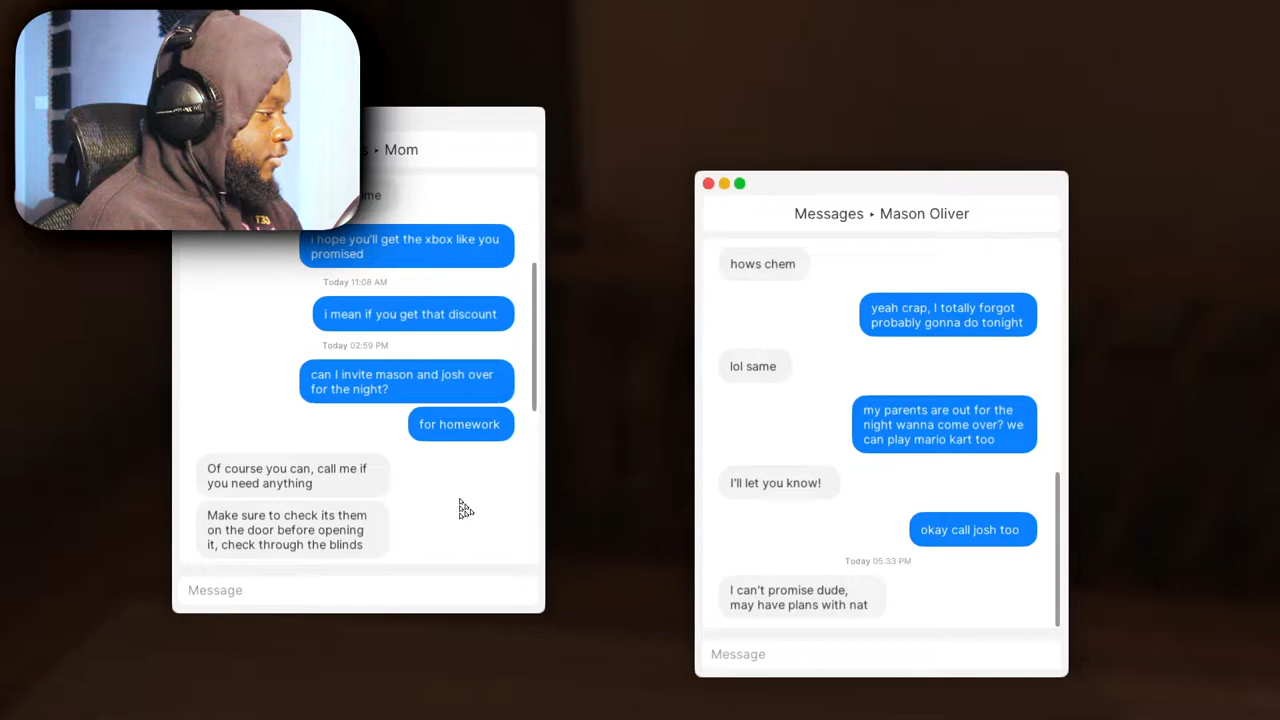 Mom
me
i hope you'll get the xbox like you
promised
Today 11:08 AM
i mean if you get that discount
Today 02:59 PM
can I invite mason and josh over
for the night?
for homework
Of course you can, call me if
you need anything
Make sure to check its them
on the door before opening
it, check through the blinds
Message
Messages ‣ Mason Oliver
hows chem
yeah crap, I totally forgot
probably gonna do tonight
lol same
my parents are out for the
night wanna come over? we
can play mario kart too
I'll let you know!
okay call josh too
Today 05:33 PM
I can't promise dude,
may have plans with nat
Message